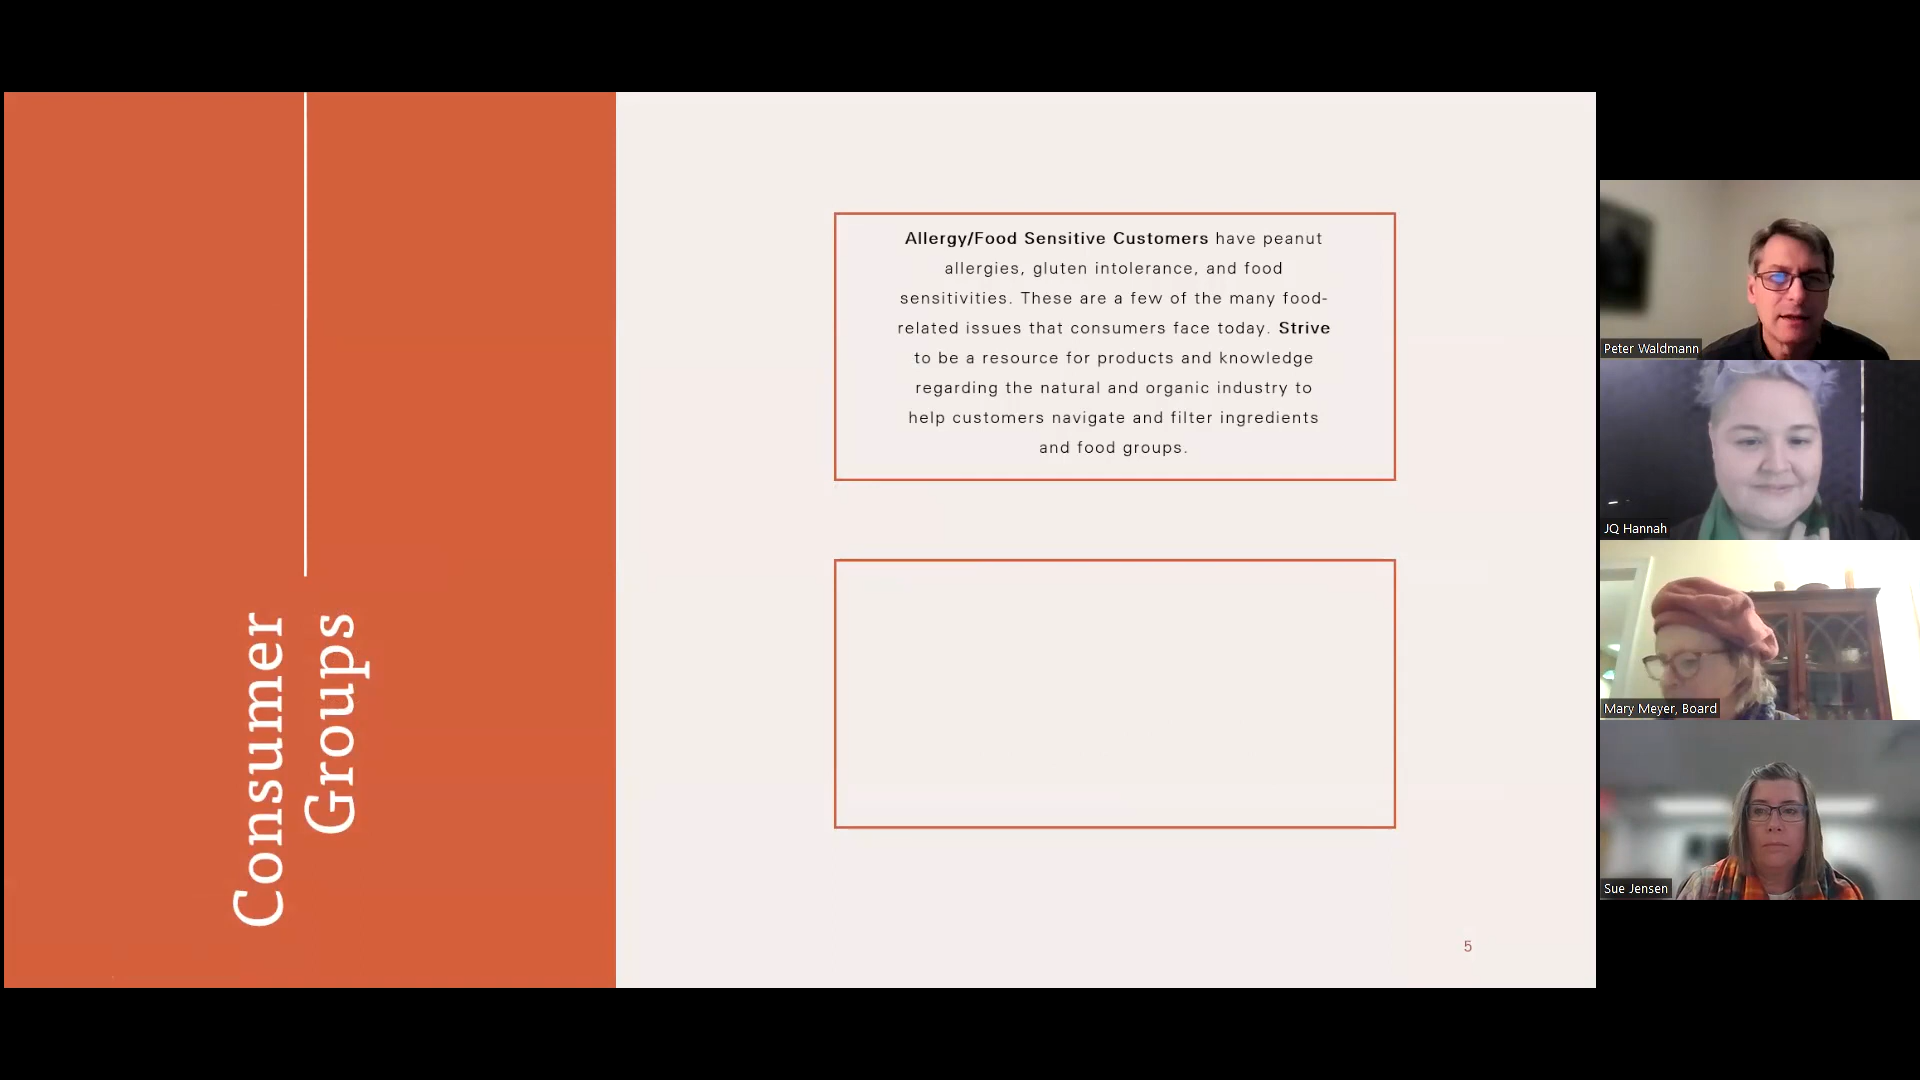 Consumer
Groups
Allergy/Food Sensitive Customers have peanut
allergies, gluten intolerance, and food
sensitivities. These are a few of the many food-
related issues that consumers face today. Strive
to be a resource for products and knowledge
regarding the natural and organic industry to
help customers navigate and filter ingredients
and food groups.
5
Peter Waldmann
JQ Hannah
Mary Meyer, Board
Sue Jensen